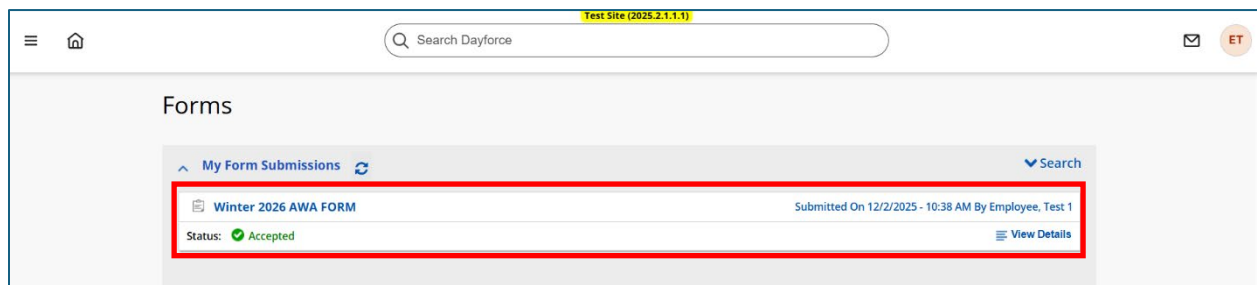 Test Site (2025.2.1.1.1)
Search Dayforce
ET
Forms
My Form Submissions
Search
Winter 2026 AWA FORM
Submitted On 12/2/2025 - 10:38 AM By Employee, Test 1
Status: Accepted
View Details